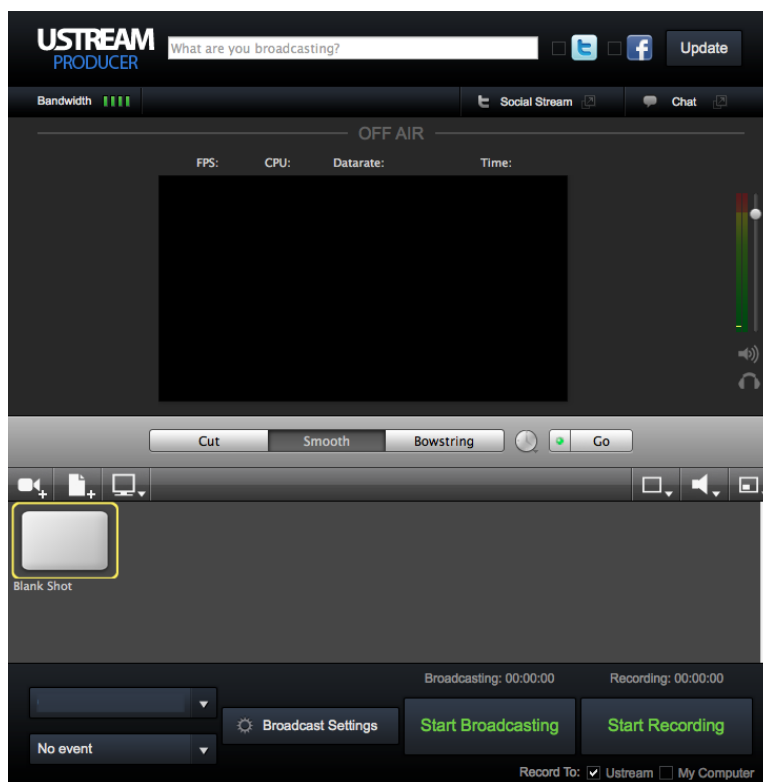 USTREAM
PRODUCER
What are you broadcasting?
Update
Bandwidth
Social Stream
Chat
OFF AIR
FPS: CPU: Datarate: Time:
Cut Smooth Bowstring Go
Blank Shot
Broadcasting: 00:00:00 Recording: 00:00:00
Broadcast Settings Start Broadcasting Start Recording
No event
Record To: Ustream My Computer